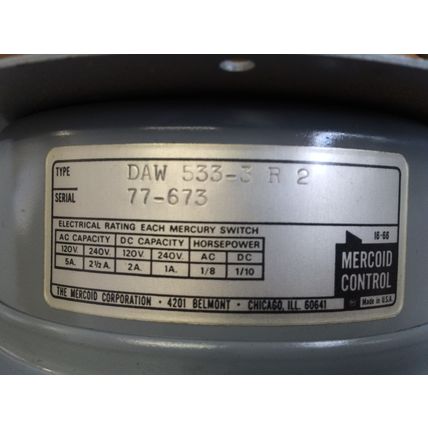 TYPE DAW 533-3 R 2
SERIAL 77-673
ELECTRICAL RATING EACH MERCURY SWITCH
AC CAPACITY DC CAPACITY HORSEPOWER
120V. 240V. 120V. 240V. AC DC
5A. 2½A. 2A. 1A. 1/8 1/10
18-66
MERCOID
CONTROL
Made in U.S.A.
THE MERCOID CORPORATION • 4201 BELMONT • CHICAGO, ILL. 60641